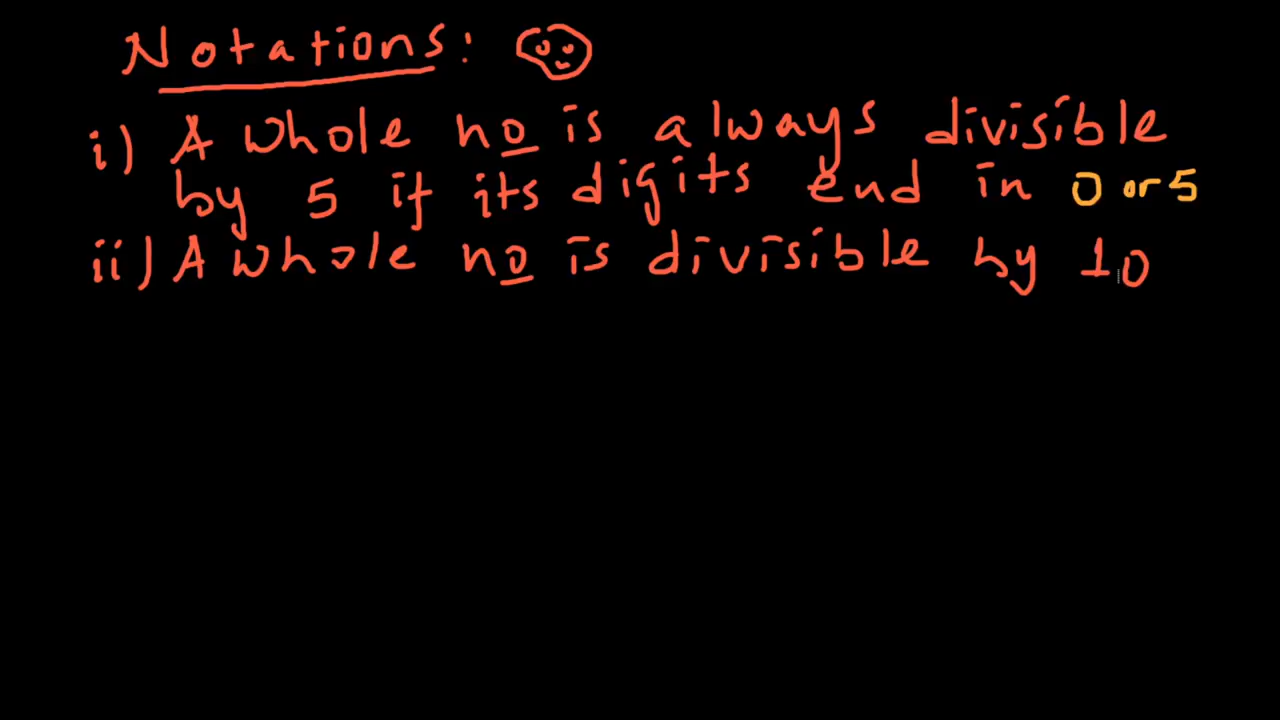 Notations:
i) A whole no is always divisible
by 5 if its digits end in 0 or 5
ii) A whole no is divisible by 10